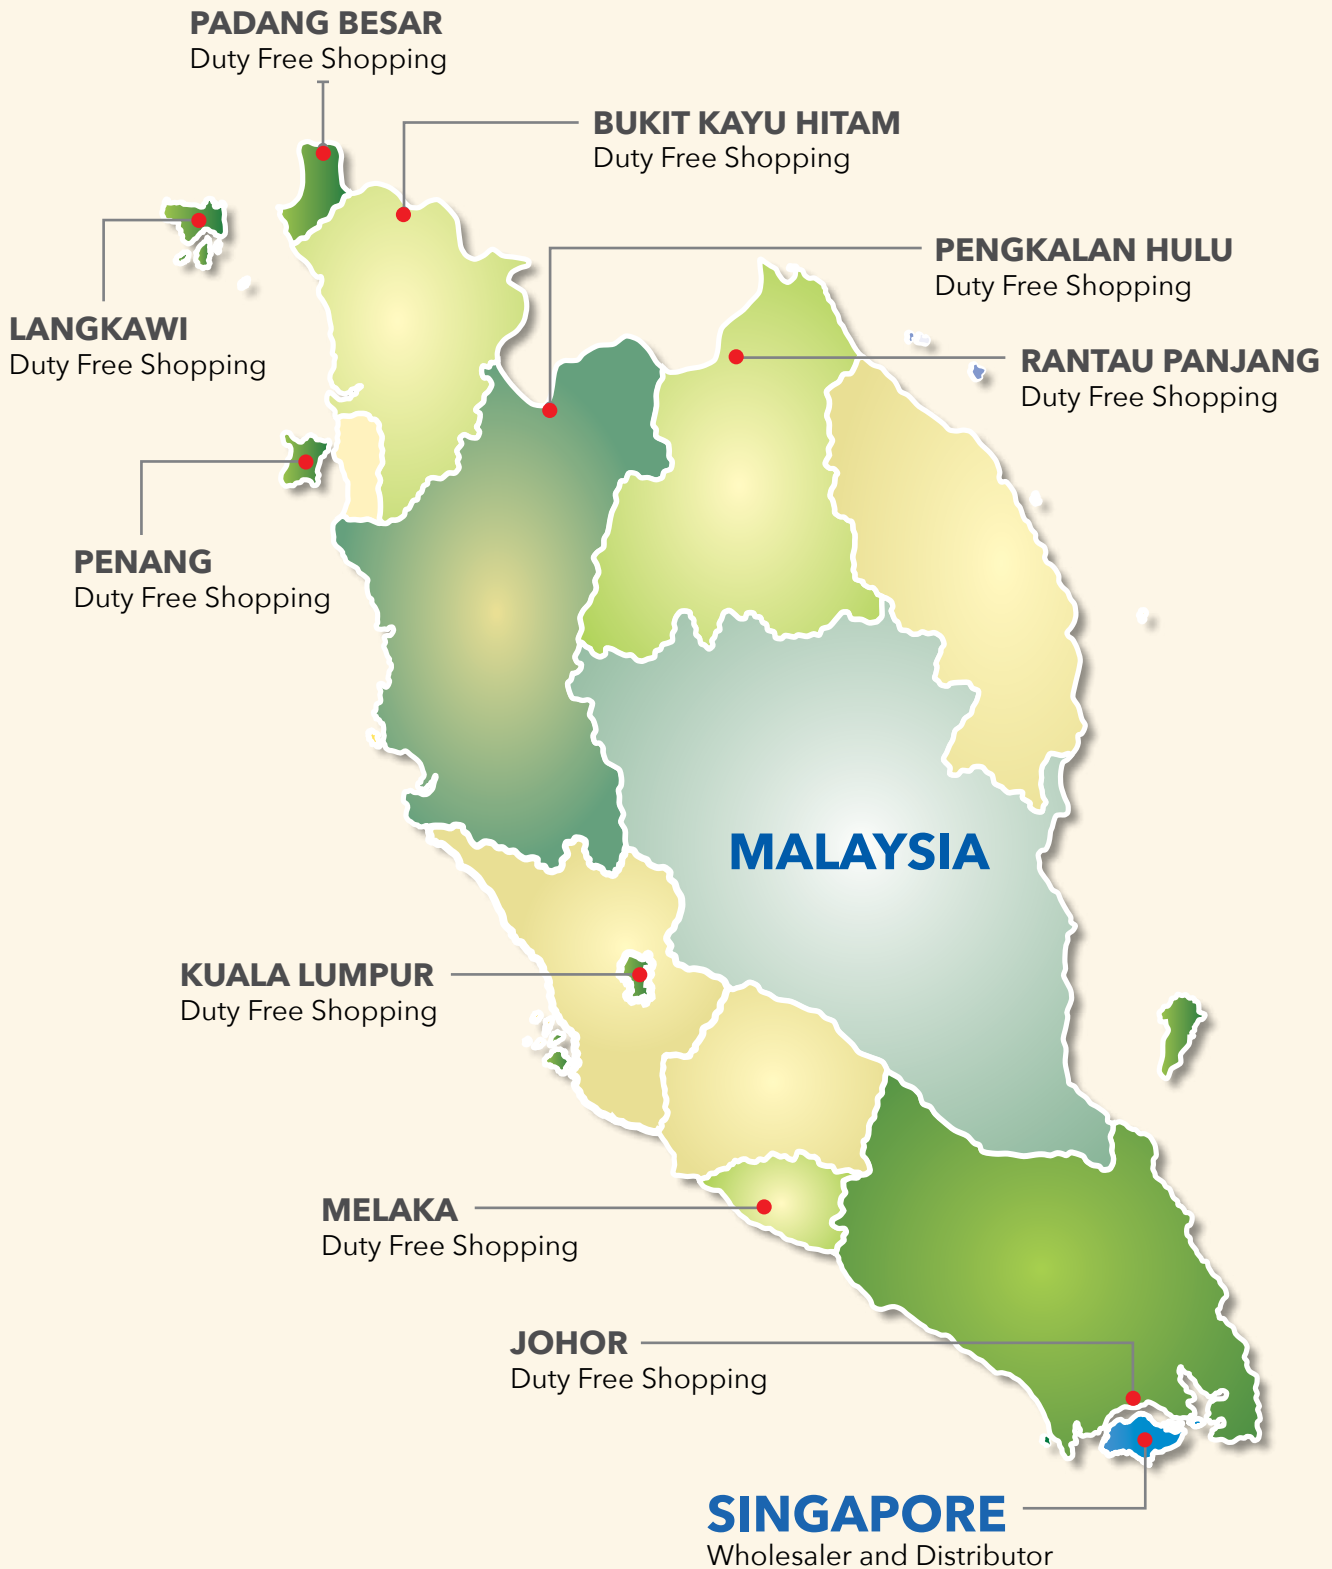 PADANG BESAR
Duty Free Shopping
BUKIT KAYU HITAM
Duty Free Shopping
PENGKALAN HULU
Duty Free Shopping
LANGKAWI
Duty Free Shopping
RANTAU PANJANG
Duty Free Shopping
PENANG
Duty Free Shopping
MALAYSIA
KUALA LUMPUR
Duty Free Shopping
MELAKA
Duty Free Shopping
JOHOR
Duty Free Shopping
SINGAPORE
Wholesaler and Distributor